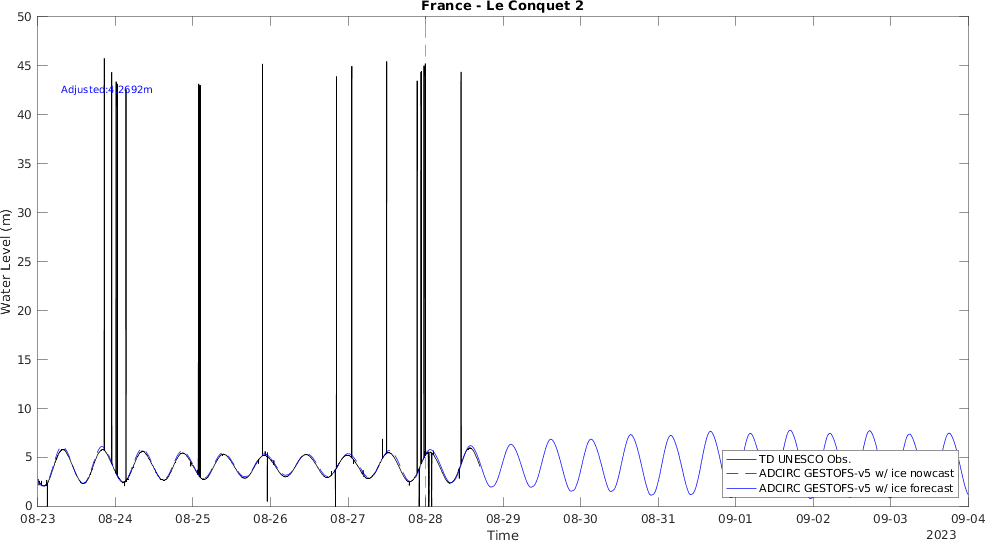 France - Le Conquet 2
50
45
40
35
30
25
20
15
10
5
0
Water Level (m)
Adjusted:4.2692m
TD UNESCO Obs.
ADCIRC GESTOFS-v5 w/ ice nowcast
ADCIRC GESTOFS-v5 w/ ice forecast
08-23 08-24 08-25 08-26 08-27 08-28 08-29 08-30 08-31 09-01 09-02 09-03 09-04
Time
2023